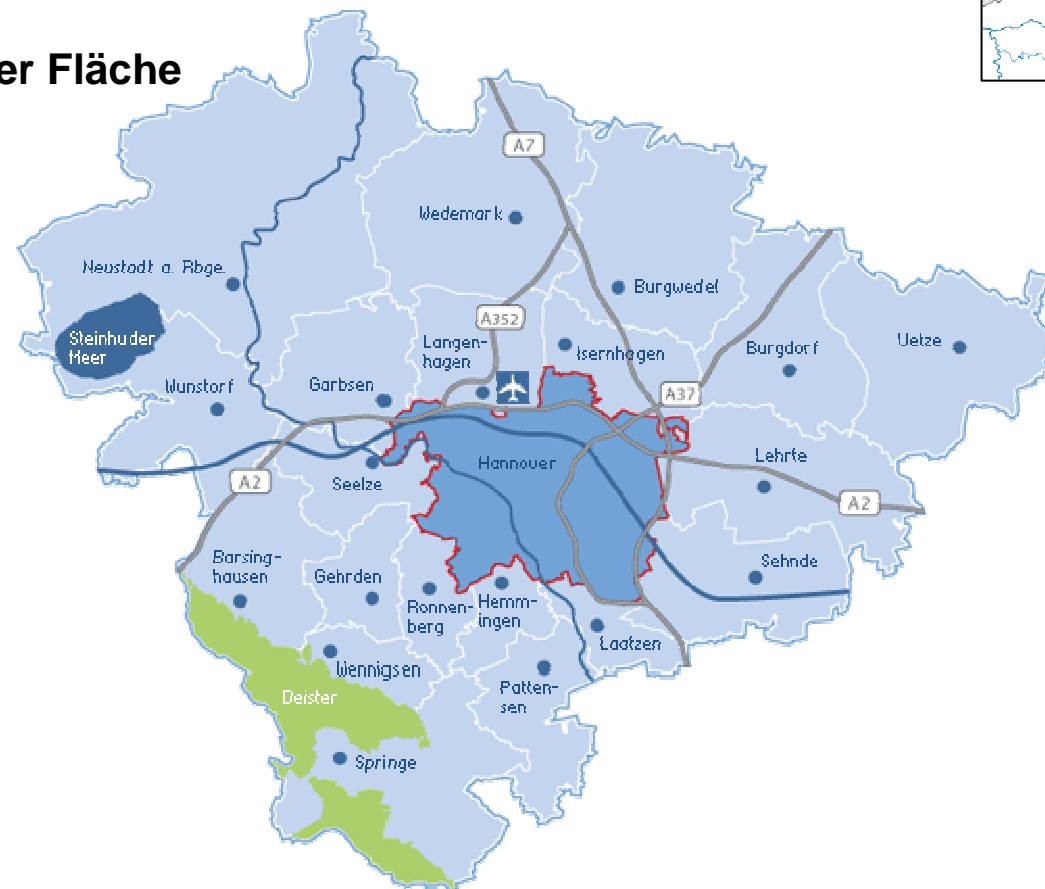 er Fläche
A7
Wedemark
Neustadt a. Rbge.
Burgwedel
A352
Steinhuder
Meer
Langen-
hagen
Isernhagen
Burgdorf
Uetze
Wunstorf
Garbsen
A37
Hannover
Lehrte
Seelze
A2
A2
Barsing-
hausen
Gehrden
Ronnen-
berg
Hemm-
ingen
Sehnde
Laatzen
Wennigsen
Deister
Patten-
sen
Springe